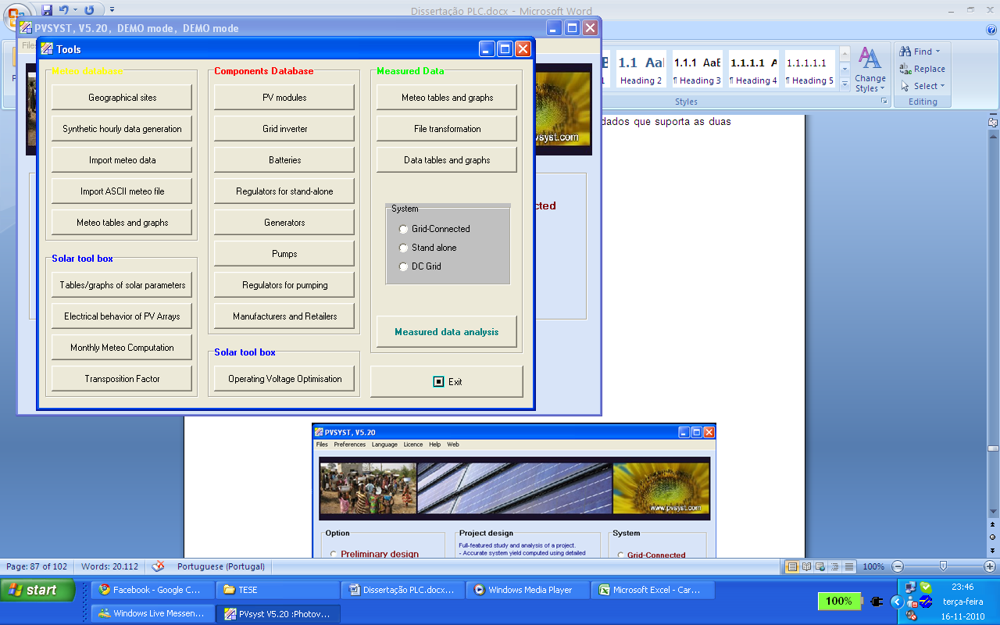 Dissertação PLC.docx - Microsoft Word
PVSYST, V5.20, DEMO mode, DEMO mode
Files
Tools
Meteo database
Geographical sites
Synthetic hourly data generation
Import meteo data
Import ASCII meteo file
Meteo tables and graphs
Solar tool box
Tables/graphs of solar parameters
Electrical behavior of PV Arrays
Monthly Meteo Computation
Transposition Factor
Components Database
PV modules
Grid inverter
Batteries
Regulators for stand-alone
Generators
Pumps
Regulators for pumping
Manufacturers and Retailers
Solar tool box
Operating Voltage Optimisation
Measured Data
Meteo tables and graphs
File transformation
Data tables and graphs
System
Grid-Connected
Stand alone
DC Grid
Measured data analysis
Exit
1.1 Aal
Heading 2
1.1.1 AaB
¶ Heading 3
1.1.1.1 A
¶ Heading 4
1.1.1.1.1
¶ Heading 5
Change
Styles
Styles
Find
Replace
Select
Editing
dados que suporta as duas
PVSYST, V5.20
Files Preferences Language Licence Help Web
www.pvsyst.com
Option
Preliminary design
Project design
Full-featured study and analysis of a project.
- Accurate system yield computed using detailed
System
Grid-Connected
Page: 87 of 102
Words: 20.112
Portuguese (Portugal)
100%
start
Facebook - Google C...
TESE
Dissertação PLC.docx...
Windows Media Player
Microsoft Excel - Car...
Windows Live Messen...
PVsyst V5.20 :Photov...
100%
23:46
terça-feira
16-11-2010